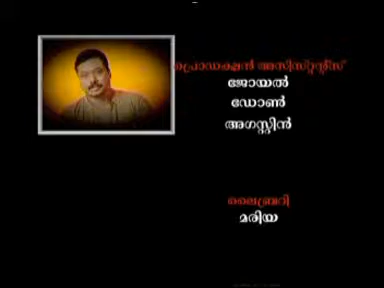 പ്രൊഡക്ഷൻ അസിസ്റ്റന്റ്സ്
ജോയൽ
ഡോൺ
അഗസ്റ്റിൻ
ലൈബ്രറി
മരിയ